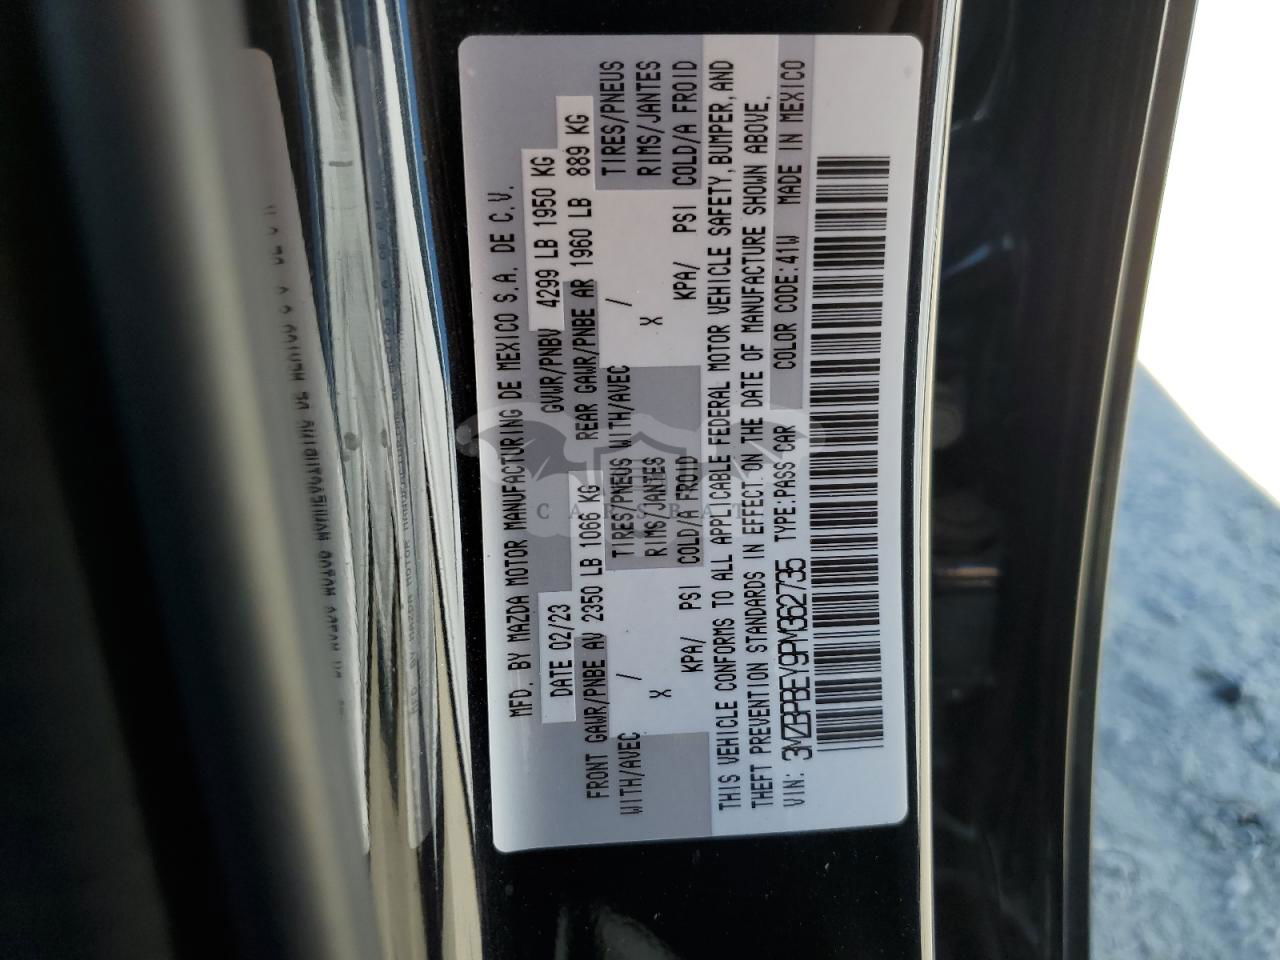 MFD. BY MAZDA MOTOR MANUFACTURING DE MEXICO S.A. DE C.V.
DATE 02/23 GVWR/PNBV 4299 LB 1950 KG
FRONT GAWR/PNBE AV 2350 LB 1066 KG REAR GAWR/PNBE AR 1960 LB 889 KG
WITH/AVEC / TIRES/PNEUS WITH/AVEC / TIRES/PNEUS
X RIMS/JANTES X RIMS/JANTES
KPA/ PSI COLD/A FROID KPA/ PSI COLD/A FROID
THIS VEHICLE CONFORMS TO ALL APPLICABLE FEDERAL MOTOR VEHICLE SAFETY, BUMPER, AND
THEFT PREVENTION STANDARDS IN EFFECT ON THE DATE OF MANUFACTURE SHOWN ABOVE.
VIN: 3MZBPBEY9PM362735 TYPE:PASS CAR COLOR CODE:41W MADE IN MEXICO
CARSBAT